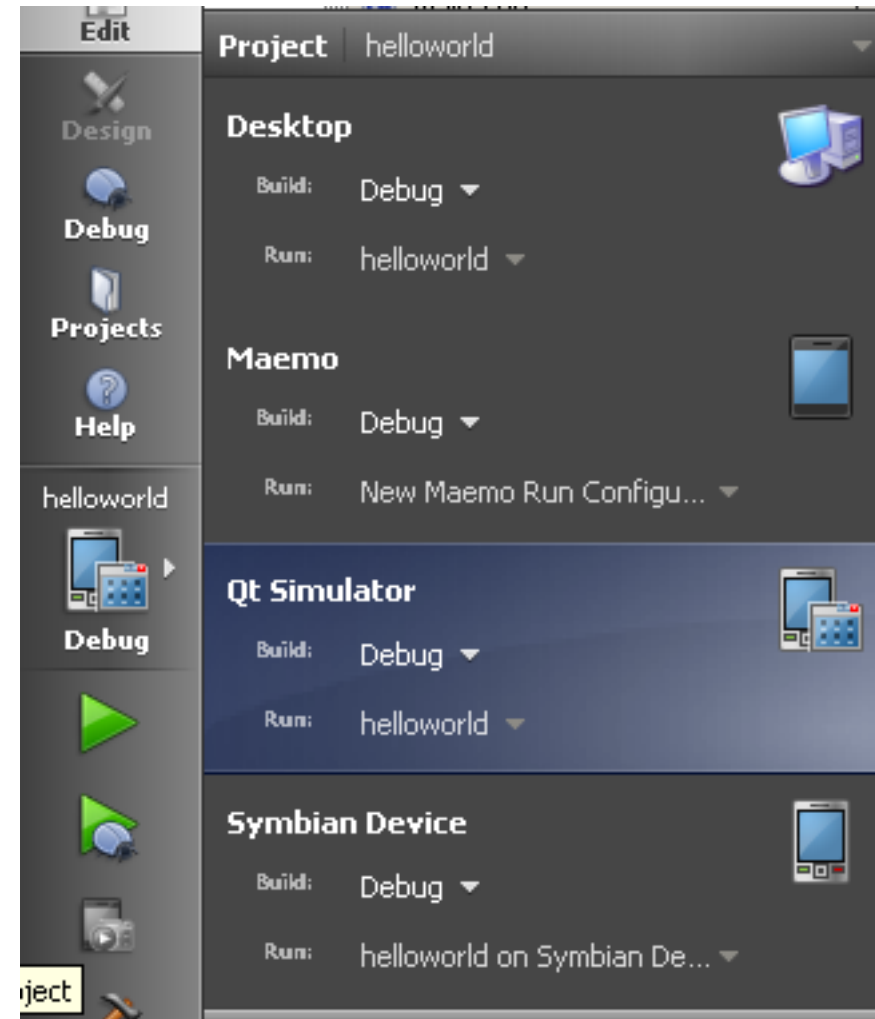 Edit
Design
Debug
Projects
Help
helloworld
Debug
ject
Project helloworld
Desktop
Build: Debug
Run: helloworld
Maemo
Build: Debug
Run: New Maemo Run Configu...
Qt Simulator
Build: Debug
Run: helloworld
Symbian Device
Build: Debug
Run: helloworld on Symbian De...